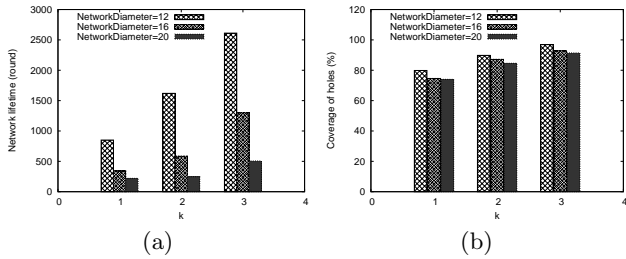 NetworkDiameter=12
NetworkDiameter=16
NetworkDiameter=20
Network lifetime (round)
3000
2500
2000
1500
1000
500
0
0 1 2 3 4
k
(a)
NetworkDiameter=12
NetworkDiameter=16
NetworkDiameter=20
Coverage of holes (%)
120
100
80
60
40
20
0
0 1 2 3 4
k
(b)